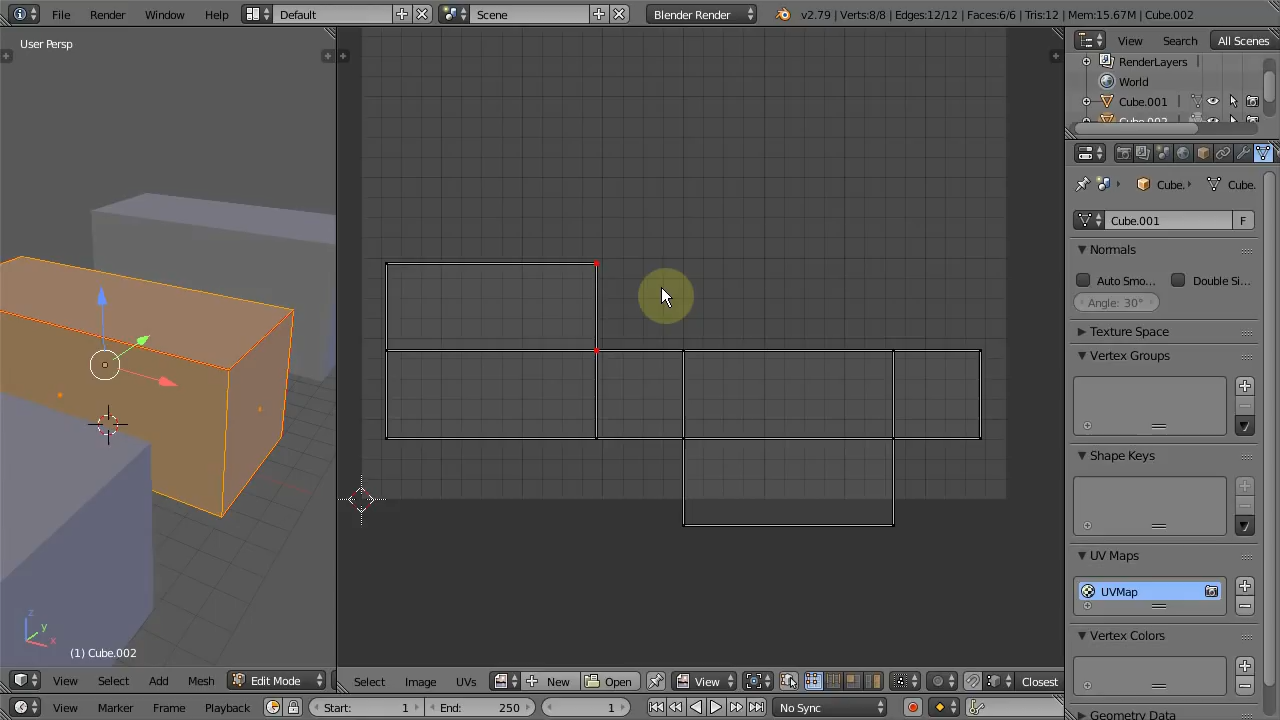 File Render Window Help Default Scene Blender Render v2.79 | Verts:8/8 | Edges:12/12 | Faces:6/6 | Tris:12 | Mem:15.67M | Cube.002
User Persp
View Search All Scenes
RenderLayers
World
Cube.001
Cube. Cube.
Cube.001 F
Normals
Auto Smo... Double Si...
Angle: 30°
Texture Space
Vertex Groups
Shape Keys
UV Maps
UVMap
Vertex Colors
Geometry Data
z
y
x
(1) Cube.002
View Select Add Mesh Edit Mode Select Image UVs New Open View Closest
View Marker Frame Playback Start: 1 End: 250 1 No Sync